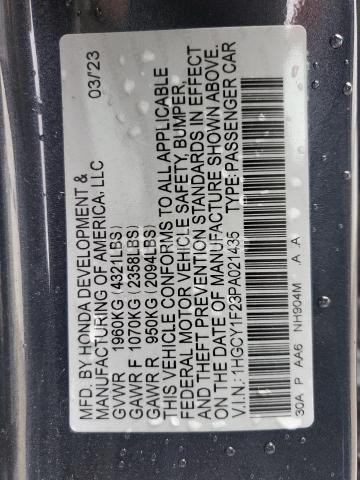 MFD. BY HONDA DEVELOPMENT & 03/23
MANUFACTURING OF AMERICA, LLC
GVWR 1960KG (4321LBS)
GAWR F 1070KG (2358LBS)
GAWR R 950KG (2094LBS)
THIS VEHICLE CONFORMS TO ALL APPLICABLE
FEDERAL MOTOR VEHICLE SAFETY, BUMPER,
AND THEFT PREVENTION STANDARDS IN EFFECT
ON THE DATE OF MANUFACTURE SHOWN ABOVE.
V.I.N.: 1HGCY1F23PA021435 TYPE: PASSENGER CAR
30A P AA6 NH904M A A